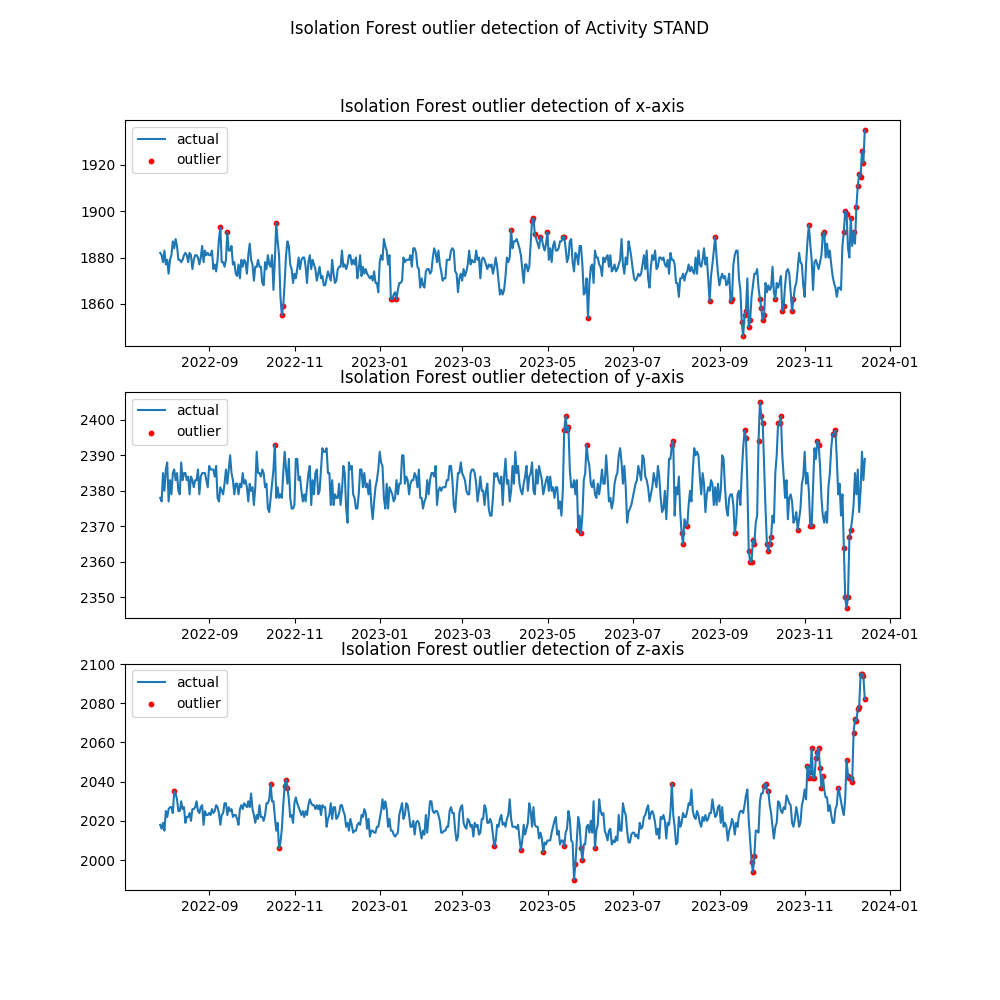 Isolation Forest outlier detection of Activity STAND
Isolation Forest outlier detection of x-axis
actual
outlier
1920
1900
1880
1860
2022-09 2022-11 2023-01 2023-03 2023-05 2023-07 2023-09 2023-11 2024-01
Isolation Forest outlier detection of y-axis
actual
outlier
2400
2390
2380
2370
2360
2350
2022-09 2022-11 2023-01 2023-03 2023-05 2023-07 2023-09 2023-11 2024-01
Isolation Forest outlier detection of z-axis
actual
outlier
2100
2080
2060
2040
2020
2000
2022-09 2022-11 2023-01 2023-03 2023-05 2023-07 2023-09 2023-11 2024-01